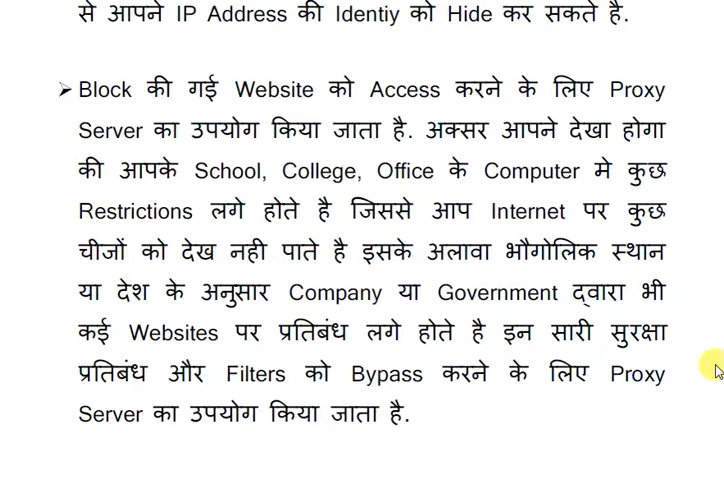 से आपने IP Address की Identiy को Hide कर सकते है.
➢ Block की गई Website को Access करने के लिए Proxy
Server का उपयोग किया जाता है. अक्सर आपने देखा होगा
की आपके School, College, Office के Computer मे कुछ
Restrictions लगे होते है जिससे आप Internet पर कुछ
चीजों को देख नही पाते है इसके अलावा भौगोलिक स्थान
या देश के अनुसार Company या Government द्वारा भी
कई Websites पर प्रतिबंध लगे होते है इन सारी सुरक्षा
प्रतिबंध और Filters को Bypass करने के लिए Proxy
Server का उपयोग किया जाता है.